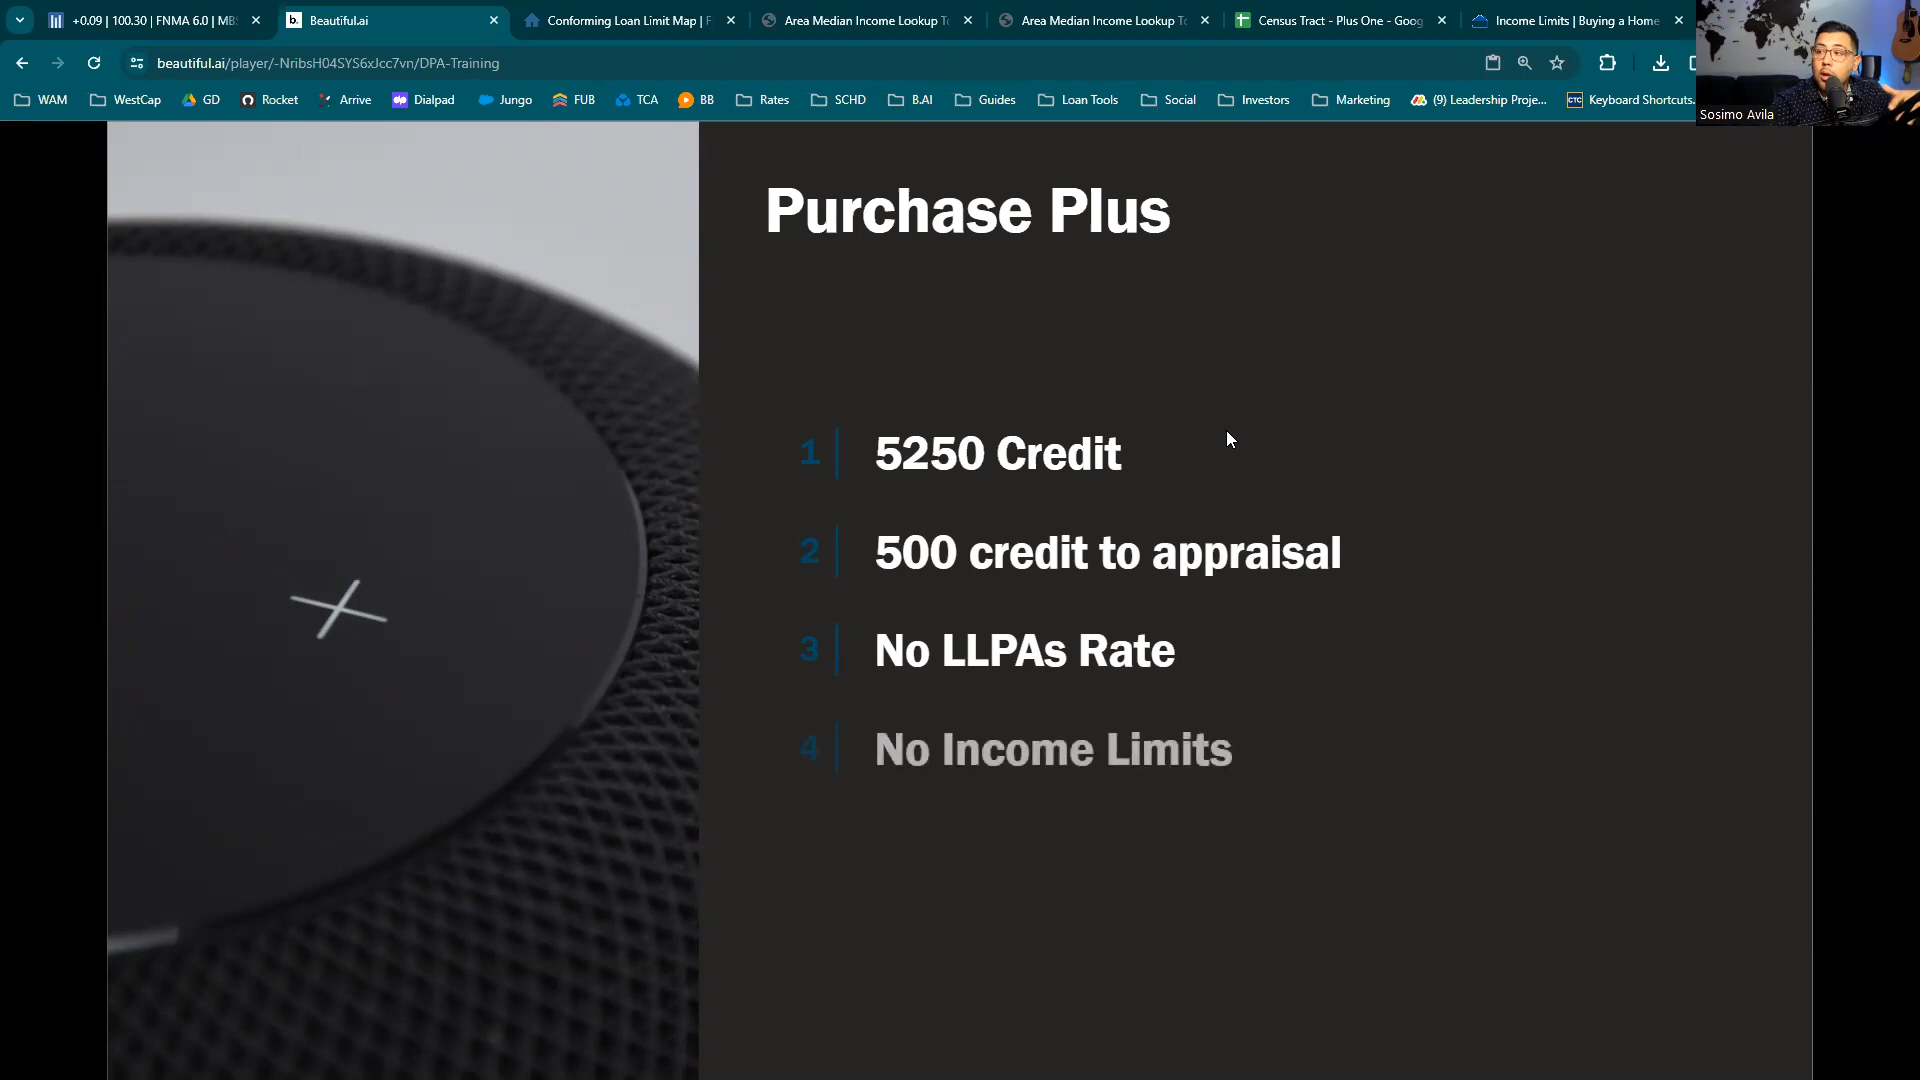 +0.09 | 100.30 | FNMA 6.0 | MBS
Beautiful.ai
Conforming Loan Limit Map | F
Area Median Income Lookup To
Area Median Income Lookup To
Census Tract - Plus One - Goog
Income Limits | Buying a Home
beautiful.ai/player/-NribsH04SYS6xJcc7vn/DPA-Training
WAM
WestCap
GD
Rocket
Arrive
Dialpad
Jungo
FUB
TCA
BB
Rates
SCHD
B.AI
Guides
Loan Tools
Social
Investors
Marketing
(9) Leadership Proje...
Keyboard Shortcuts.
Sosimo Avila
Purchase Plus
1 5250 Credit
2 500 credit to appraisal
3 No LLPAs Rate
4 No Income Limits